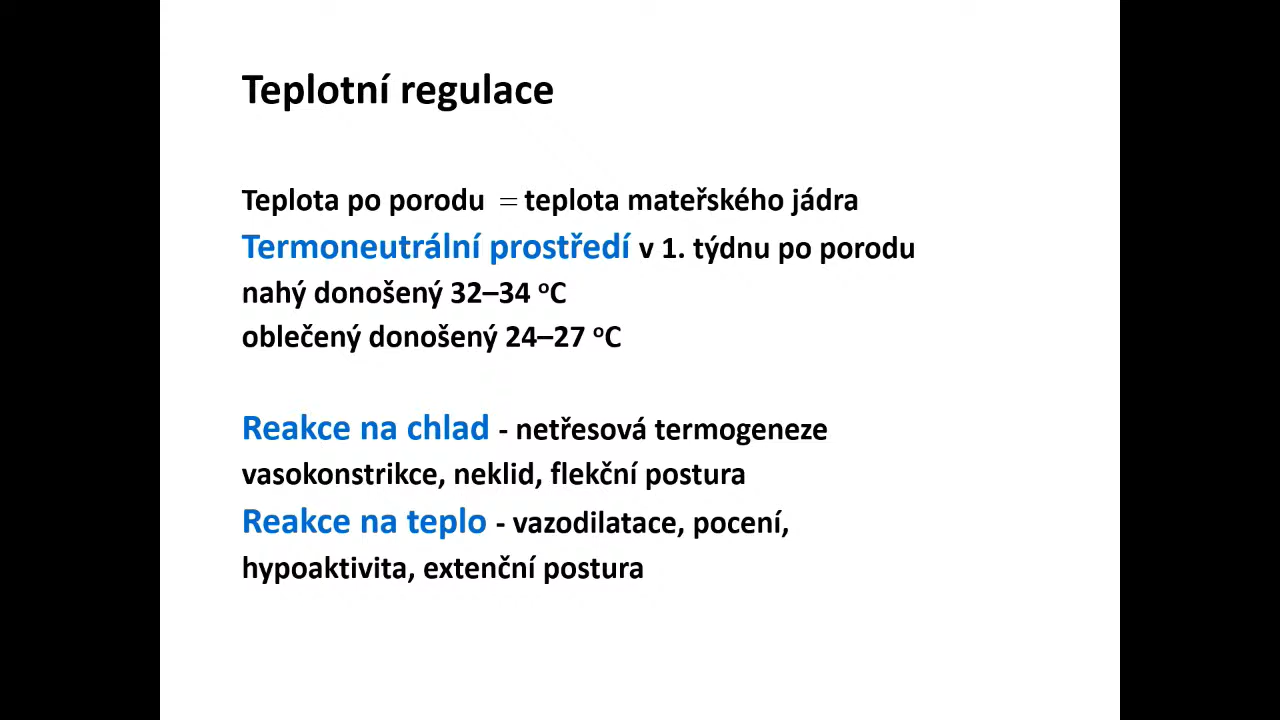 Teplotní regulace
Teplota po porodu = teplota mateřského jádra
Termoneutrální prostředí v 1. týdnu po porodu
nahý donošený 32–34 ºC
oblečený donošený 24–27 ºC
Reakce na chlad - netřesová termogeneze
vasokonstrikce, neklid, flekční postura
Reakce na teplo - vazodilatace, pocení,
hypoaktivita, extenční postura